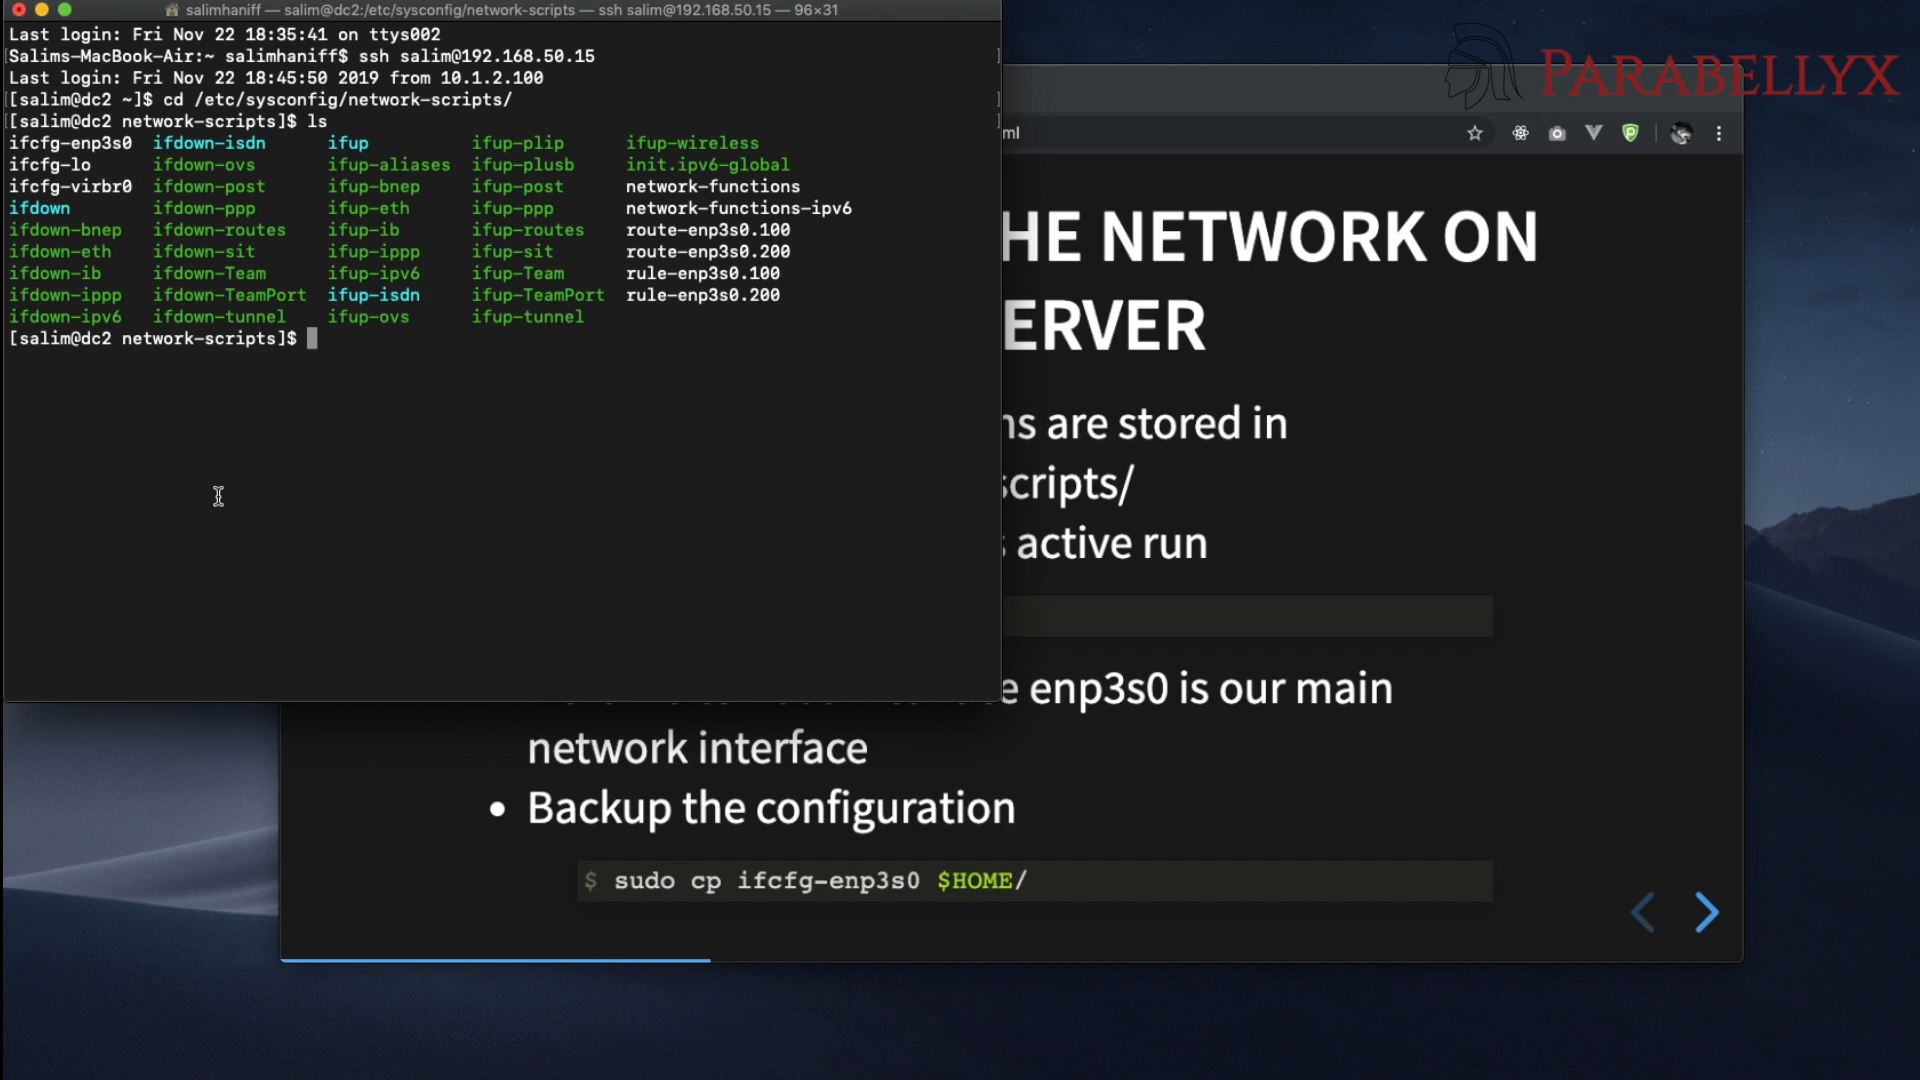 salimhaniff — salim@dc2:/etc/sysconfig/network-scripts — ssh salim@192.168.50.15 — 96×31
Last login: Fri Nov 22 18:35:41 on ttys002
[Salims-MacBook-Air:~ salimhaniff$ ssh salim@192.168.50.15 ]
Last login: Fri Nov 22 18:45:50 2019 from 10.1.2.100
[[salim@dc2 ~]$ cd /etc/sysconfig/network-scripts/ ]
[[salim@dc2 network-scripts]$ ls ]
ifcfg-enp3s0 ifdown-isdn ifup ifup-plip ifup-wireless
ifcfg-lo ifdown-ovs ifup-aliases ifup-plusb init.ipv6-global
ifcfg-virbr0 ifdown-post ifup-bnep ifup-post network-functions
ifdown ifdown-ppp ifup-eth ifup-ppp network-functions-ipv6
ifdown-bnep ifdown-routes ifup-ib ifup-routes route-enp3s0.100
ifdown-eth ifdown-sit ifup-ippp ifup-sit route-enp3s0.200
ifdown-ib ifdown-Team ifup-ipv6 ifup-Team rule-enp3s0.100
ifdown-ippp ifdown-TeamPort ifup-isdn ifup-TeamPort rule-enp3s0.200
ifdown-ipv6 ifdown-tunnel ifup-ovs ifup-tunnel
[salim@dc2 network-scripts]$
PARABELLYX
ml
HE NETWORK ON
ERVER
ns are stored in
scripts/
s active run
e enp3s0 is our main
network interface
• Backup the configuration
$ sudo cp ifcfg-enp3s0 $HOME/